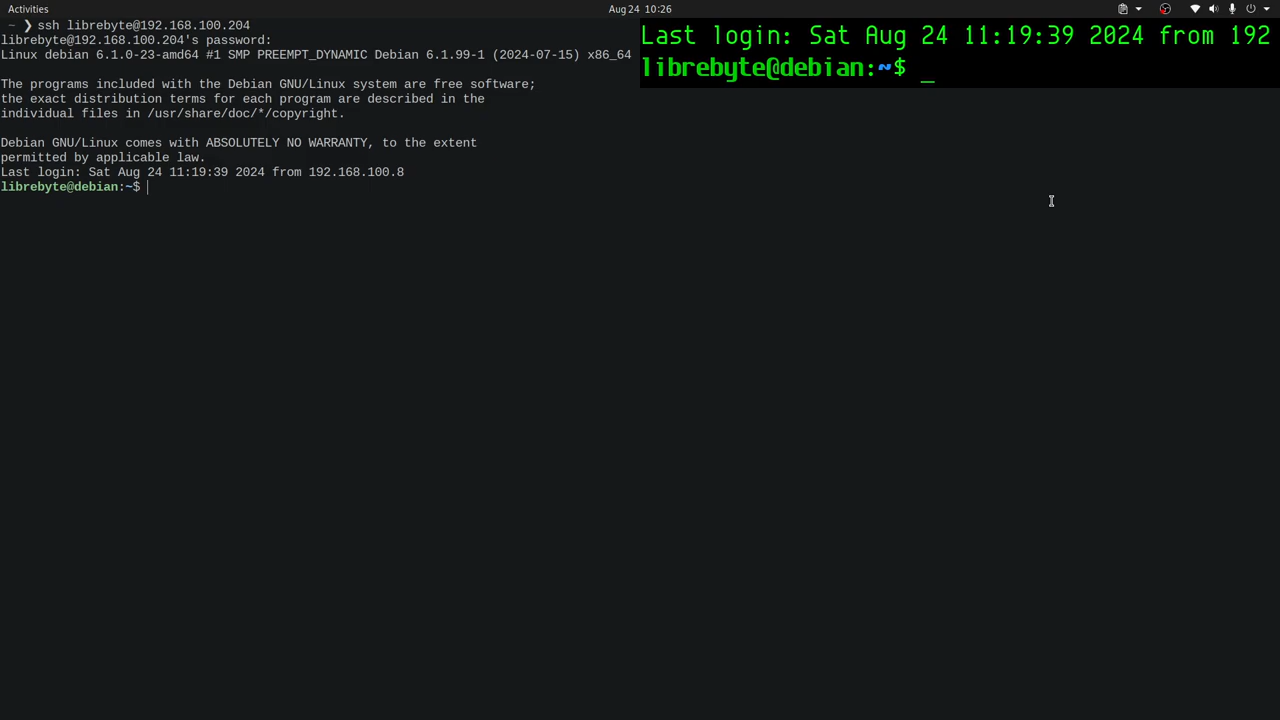 Activities
Aug 24 10:26
~ ❯ ssh librebyte@192.168.100.204
librebyte@192.168.100.204's password:
Linux debian 6.1.0-23-amd64 #1 SMP PREEMPT_DYNAMIC Debian 6.1.99-1 (2024-07-15) x86_64
The programs included with the Debian GNU/Linux system are free software;
the exact distribution terms for each program are described in the
individual files in /usr/share/doc/*/copyright.
Debian GNU/Linux comes with ABSOLUTELY NO WARRANTY, to the extent
permitted by applicable law.
Last login: Sat Aug 24 11:19:39 2024 from 192.168.100.8
librebyte@debian:~$
Last login: Sat Aug 24 11:19:39 2024 from 192
librebyte@debian:~$ _